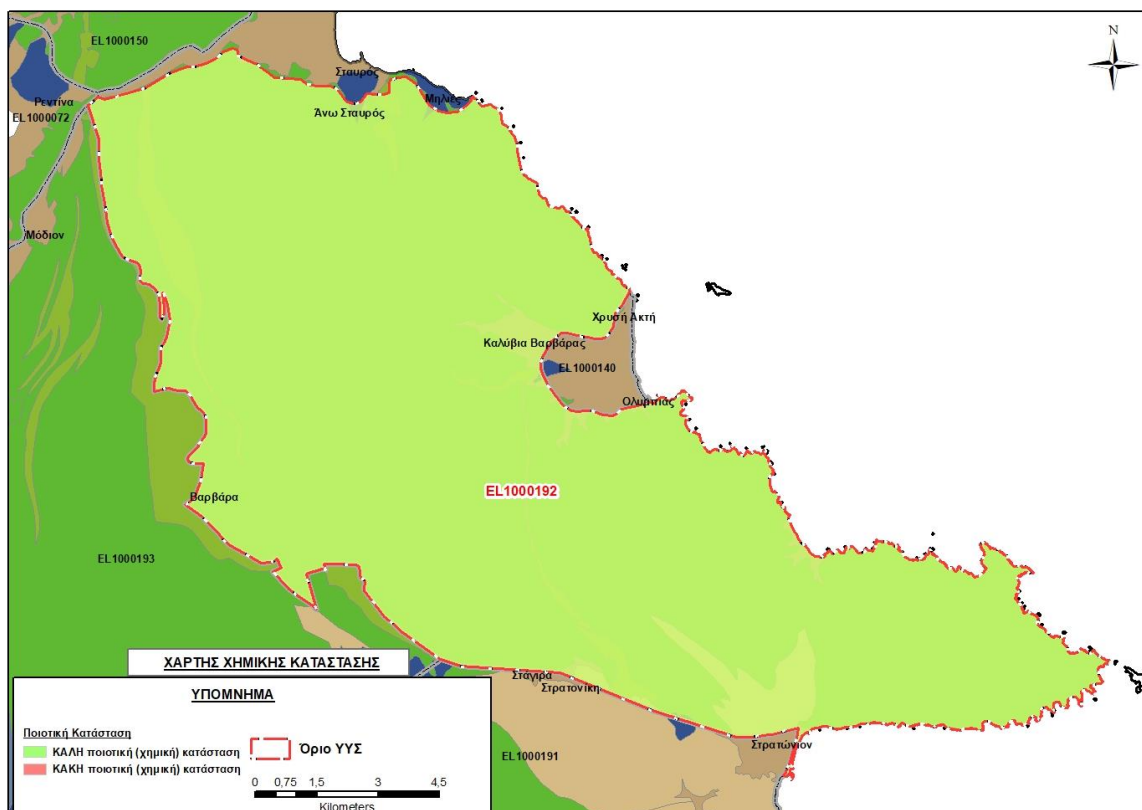 EL1000150
N
Σταυρός
Ρεντίνα
Μηλιές
EL1000072
Άνω Σταυρός
Μόδιον
Χρυσή Ακτή
Καλύβια Βαρβάρας
EL1000140
Ολυμπιάς
EL1000192
Βαρβάρα
EL1000193
ΧΑΡΤΗΣ ΧΗΜΙΚΗΣ ΚΑΤΑΣΤΑΣΗΣ
Στάγιρα
Στρατονίκη
Στρατώνιον
EL1000191
ΥΠΟΜΝΗΜΑ
Ποιοτική Κατάσταση
ΚΑΛΗ ποιοτική (χημική) κατάσταση
ΚΑΚΗ ποιοτική (χημική) κατάσταση
Όριο ΥΥΣ
0 0,75 1,5 3 4,5
Kilometers